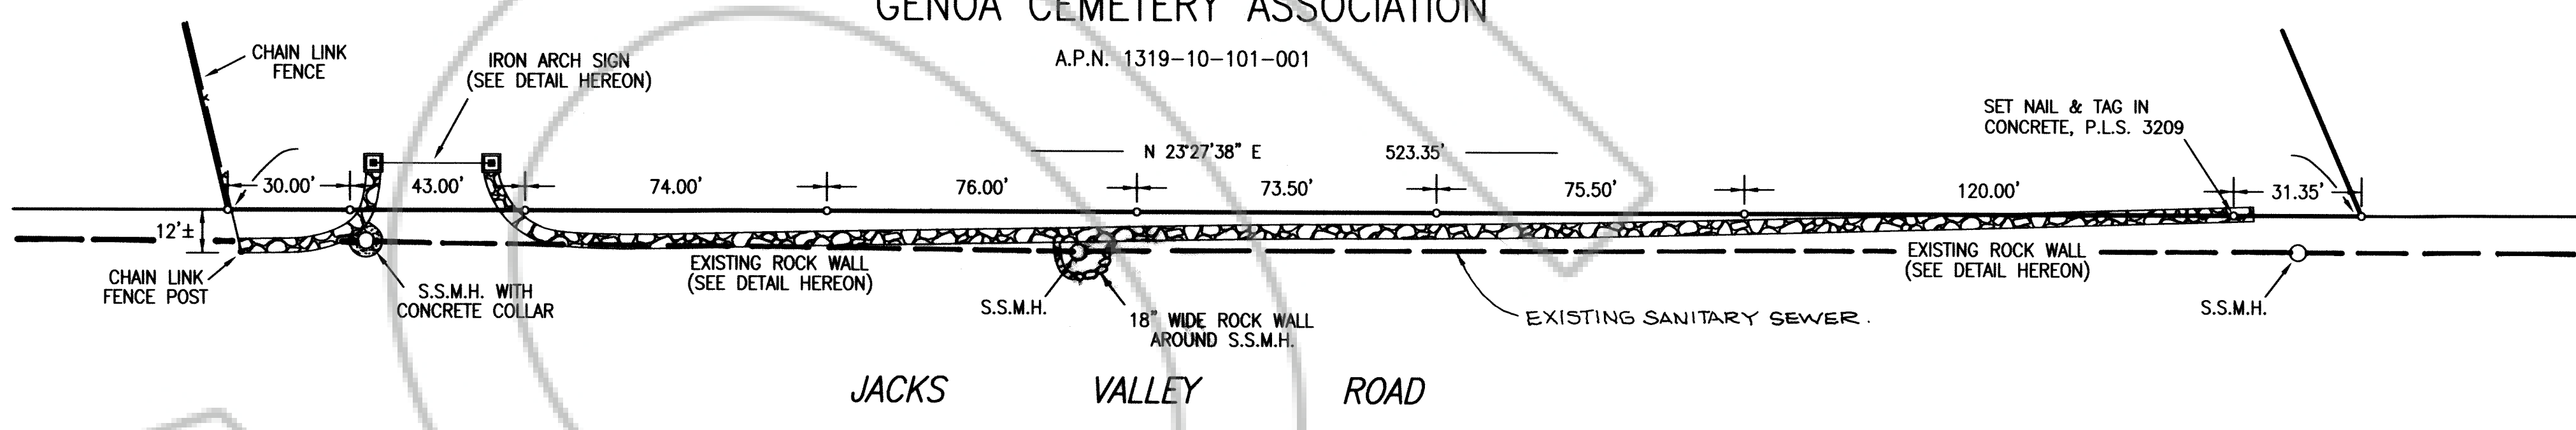 GENOA CEMETERY ASSOCIATION
A.P.N. 1319-10-101-001
CHAIN LINK
FENCE
IRON ARCH SIGN
(SEE DETAIL HEREON)
SET NAIL & TAG IN
CONCRETE, P.L.S. 3209
N 23°27'38" E 523.35'
30.00' 43.00' 74.00' 76.00' 73.50' 75.50' 120.00' 31.35'
12'±
CHAIN LINK
FENCE POST
S.S.M.H. WITH
CONCRETE COLLAR
EXISTING ROCK WALL
(SEE DETAIL HEREON)
S.S.M.H.
18" WIDE ROCK WALL
AROUND S.S.M.H.
EXISTING SANITARY SEWER.
EXISTING ROCK WALL
(SEE DETAIL HEREON)
S.S.M.H.
JACKS VALLEY ROAD